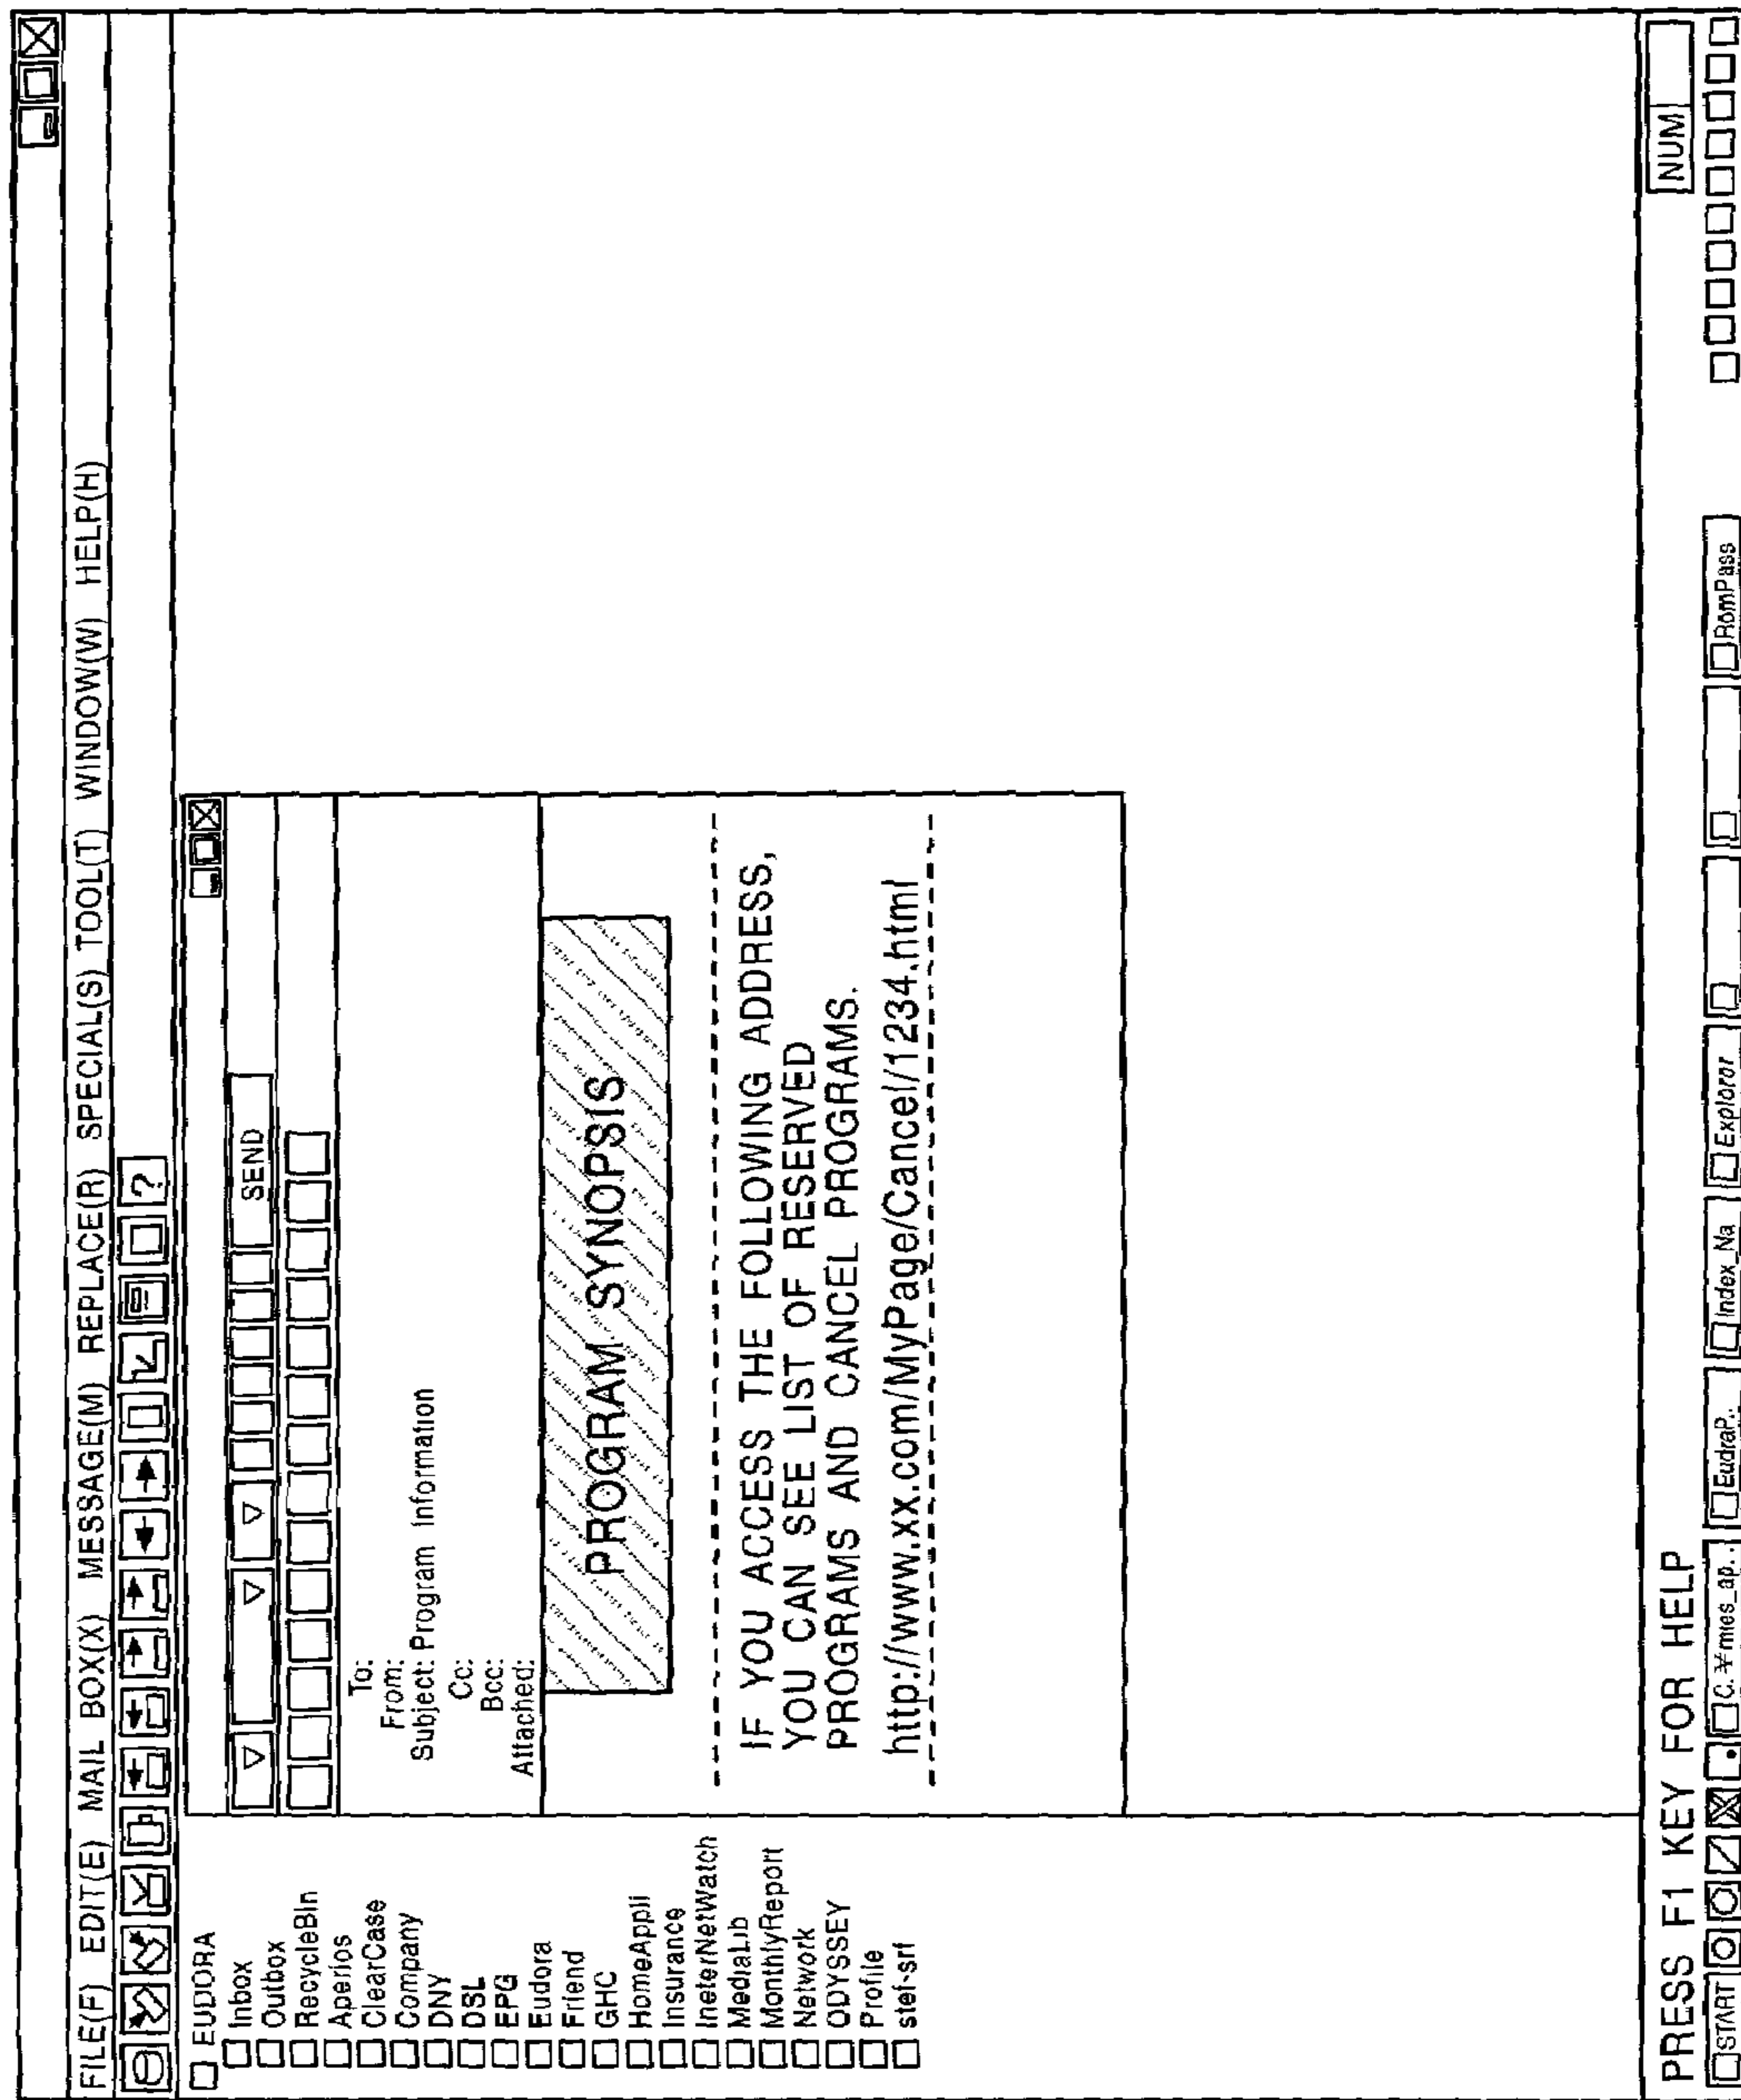 FILE(F) EDIT(E) MAIL BOX(X) MESSAGE(M) REPLACE(R) SPECIAL(S) TOOL(T) WINDOW(W) HELP(H)
?
EUDORA
Inbox
Outbox
RecycleBin
Aperios
ClearCase
Company
DNY
DSL
EPG
Eudora
Friend
GHC
HomeAppli
Insurance
IneterNetWatch
MediaLib
MonthlyReport
Network
ODYSSEY
Profile
stef-srf
SEND
To:
From:
Subject: Program Information
Cc:
Bcc:
Attached:
PROGRAM SYNOPSIS
IF YOU ACCESS THE FOLLOWING ADDRESS,
YOU CAN SEE LIST OF RESERVED
PROGRAMS AND CANCEL PROGRAMS.
http://www.xx.com/MyPage/Cancel/1234.html
PRESS F1 KEY FOR HELP
NUM
START C:¥mes_ap.. EudraP.. Index_Na Exploror RomPass